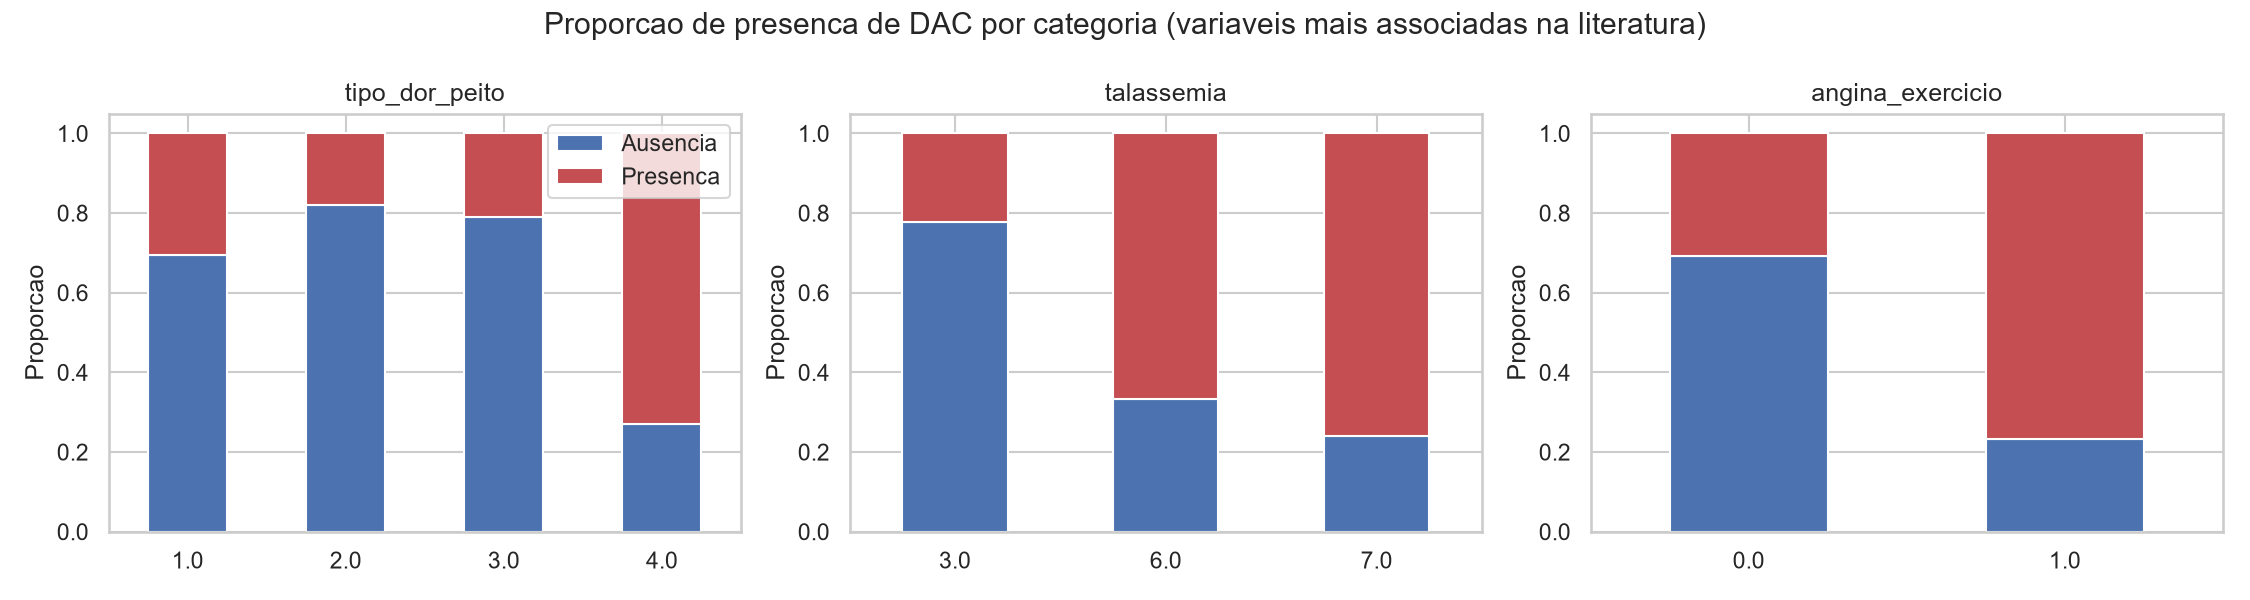 Proporcao de presenca de DAC por categoria (variaveis mais associadas na literatura)
tipo_dor_peito
Proporcao
1.0
0.8
0.6
0.4
0.2
0.0
1.0 2.0 3.0 4.0
Ausencia
Presenca
talassemia
Proporcao
1.0
0.8
0.6
0.4
0.2
0.0
3.0 6.0 7.0
angina_exercicio
Proporcao
1.0
0.8
0.6
0.4
0.2
0.0
0.0 1.0